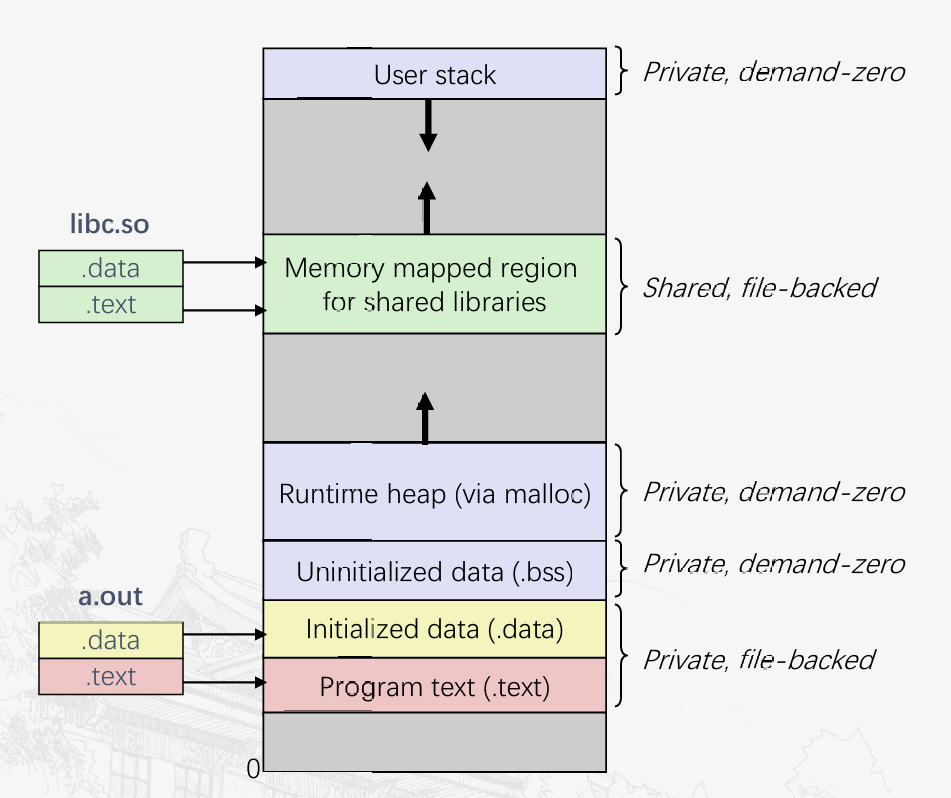 User stack
Private, demand-zero
libc.so
.data
.text
Memory mapped region
for shared libraries
Shared, file-backed
Runtime heap (via malloc)
Private, demand-zero
Uninitialized data (.bss)
Private, demand-zero
a.out
.data
.text
Initialized data (.data)
Program text (.text)
Private, file-backed
0